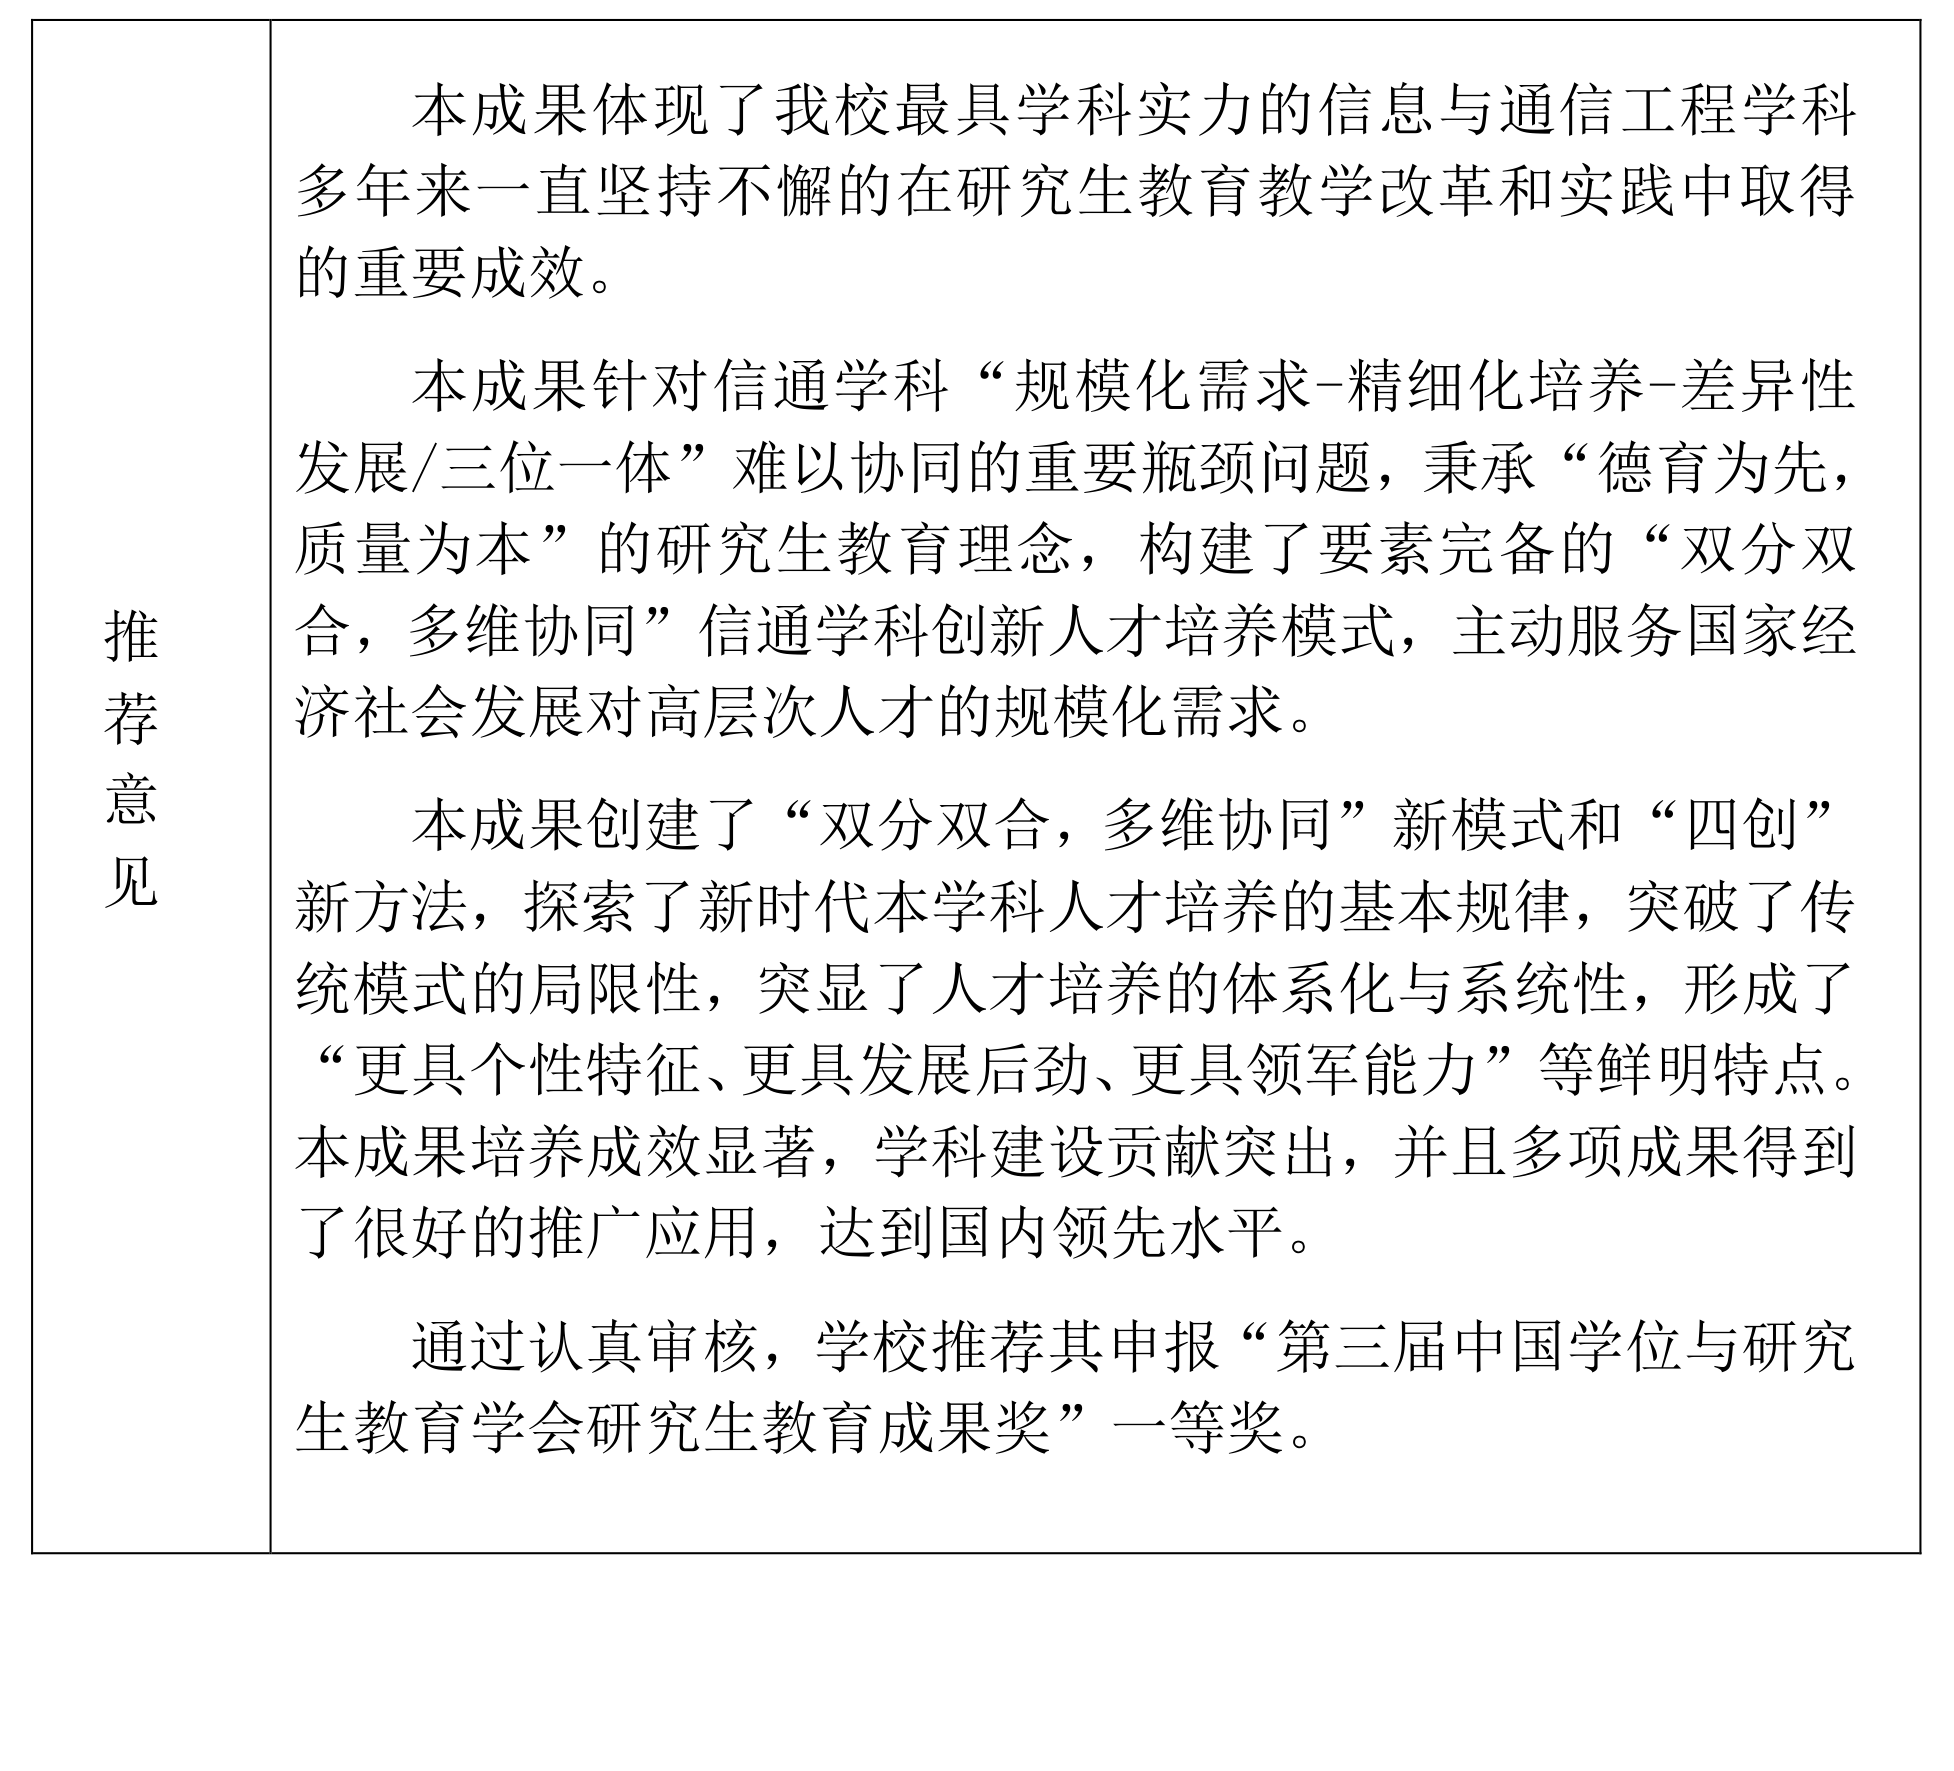 推
荐
意
见
本成果体现了我校最具学科实力的信息与通信工程学科
多年来一直坚持不懈的在研究生教育教学改革和实践中取得
的重要成效。
本成果针对信通学科“规模化需求-精细化培养-差异性
发展/三位一体”难以协同的重要瓶颈问题，秉承“德育为先，
质量为本”的研究生教育理念，构建了要素完备的“双分双
合，多维协同”信通学科创新人才培养模式，主动服务国家经
济社会发展对高层次人才的规模化需求。
本成果创建了“双分双合，多维协同”新模式和“四创”
新方法，探索了新时代本学科人才培养的基本规律，突破了传
统模式的局限性，突显了人才培养的体系化与系统性，形成了
“更具个性特征、更具发展后劲、更具领军能力”等鲜明特点。
本成果培养成效显著，学科建设贡献突出，并且多项成果得到
了很好的推广应用，达到国内领先水平。
通过认真审核，学校推荐其申报“第三届中国学位与研究
生教育学会研究生教育成果奖”一等奖。